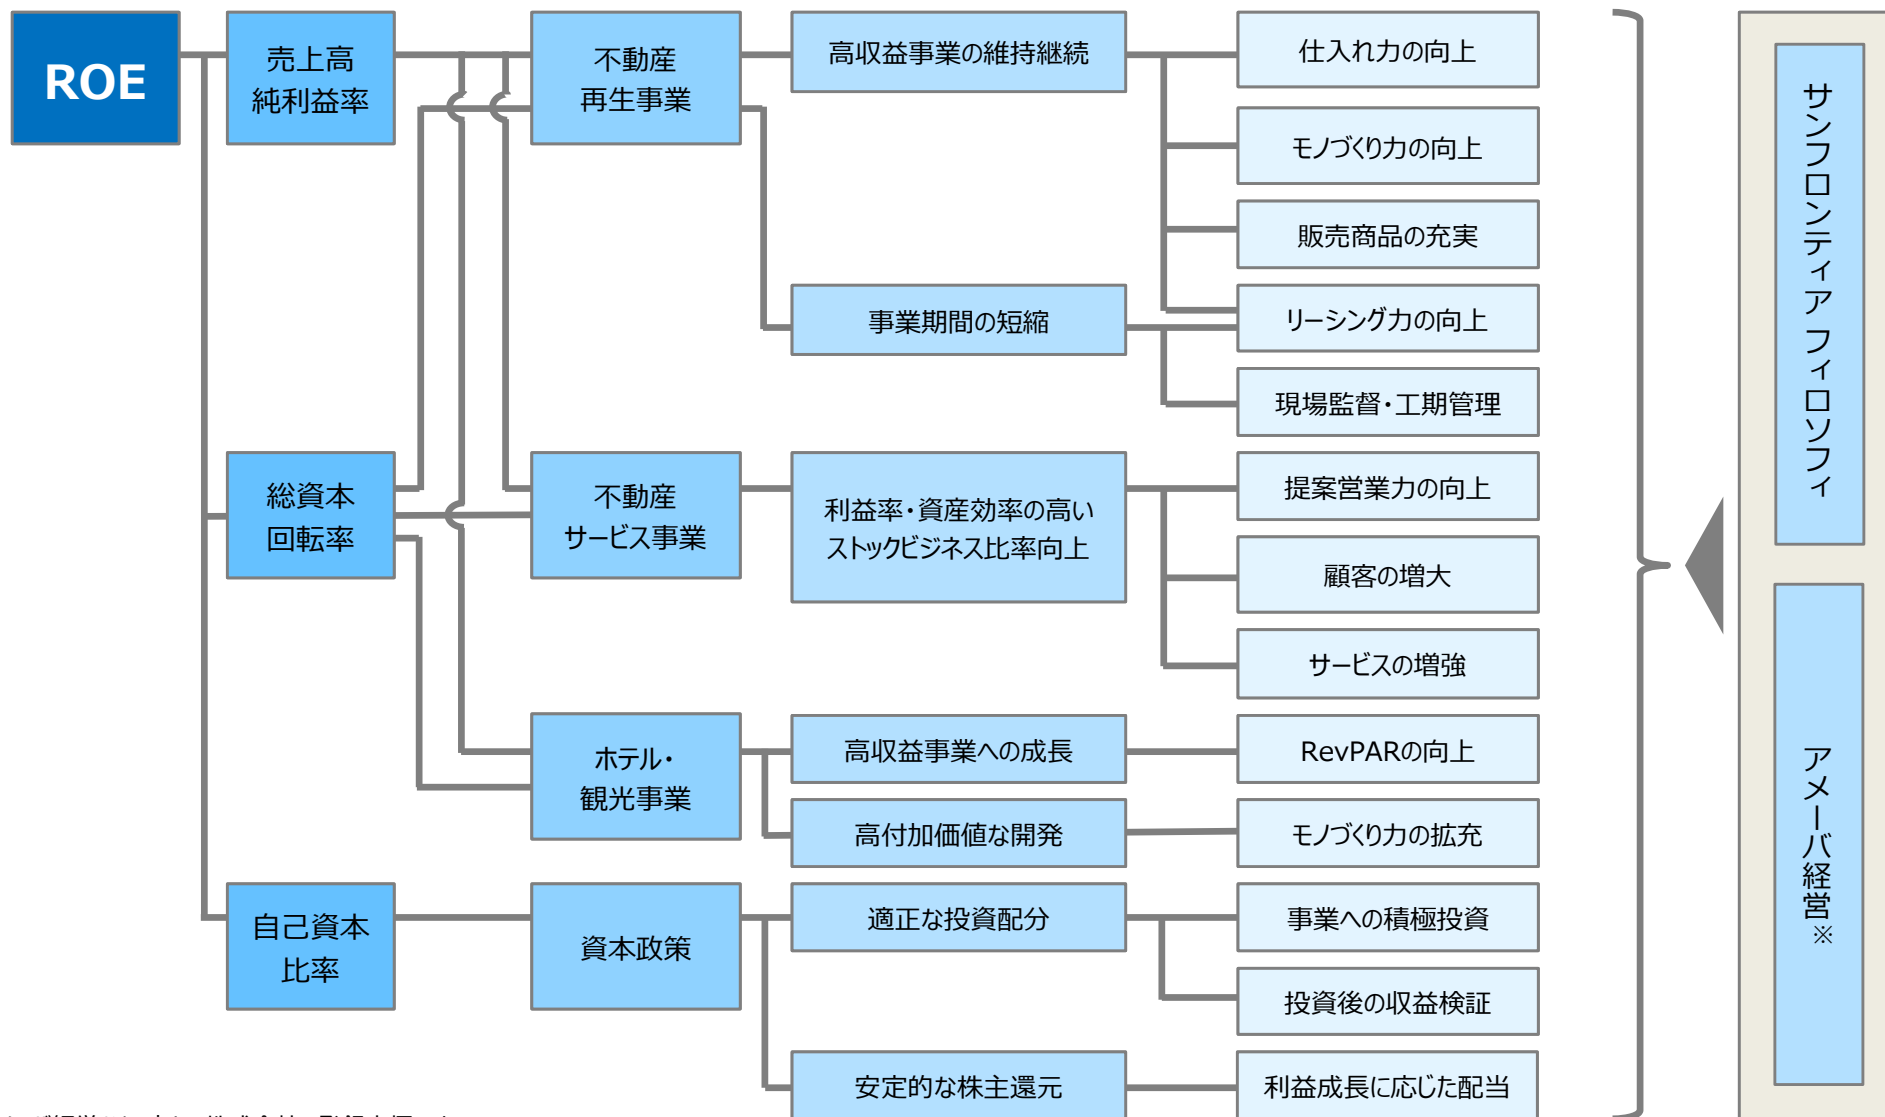 ROE
売上高
純利益率
総資本
回転率
自己資本
比率
不動産
再生事業
不動産
サービス事業
ホテル・
観光事業
資本政策
高収益事業の維持継続
事業期間の短縮
利益率・資産効率の高い
ストックビジネス比率向上
高収益事業への成長
高付加価値な開発
適正な投資配分
安定的な株主還元
仕入れ力の向上
モノづくり力の向上
販売商品の充実
リーシング力の向上
現場監督・工期管理
提案営業力の向上
顧客の増大
サービスの増強
RevPARの向上
モノづくり力の拡充
事業への積極投資
投資後の収益検証
利益成長に応じた配当
サンフロンティア フィロソフィ
アメーバ経営※